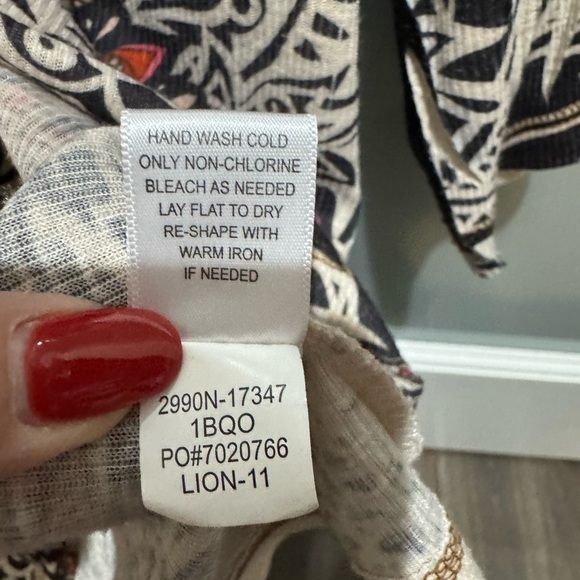 HAND WASH COLD
ONLY NON-CHLORINE
BLEACH AS NEEDED
LAY FLAT TO DRY
RE-SHAPE WITH
WARM IRON
IF NEEDED
2990N-17347
1BQO
PO#7020766
LION-11